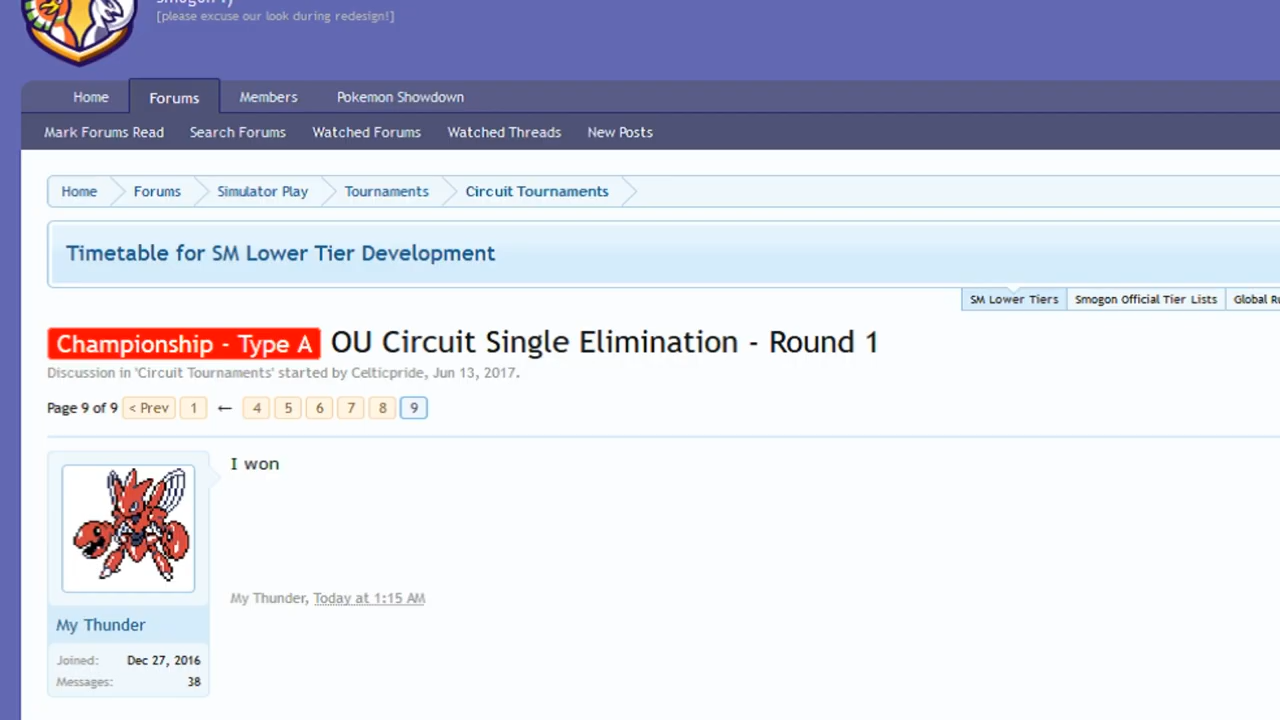 [please excuse our look during redesign!]
Home Forums Members Pokemon Showdown
Mark Forums Read Search Forums Watched Forums Watched Threads New Posts
Home Forums Simulator Play Tournaments Circuit Tournaments
Timetable for SM Lower Tier Development
SM Lower Tiers Smogon Official Tier Lists Global
Championship - Type A OU Circuit Single Elimination - Round 1
Discussion in 'Circuit Tournaments' started by Celticpride, Jun 13, 2017.
Page 9 of 9 < Prev 1 ← 4 5 6 7 8 9
I won
My Thunder, Today at 1:15 AM
My Thunder
Joined: Dec 27, 2016
Messages: 38